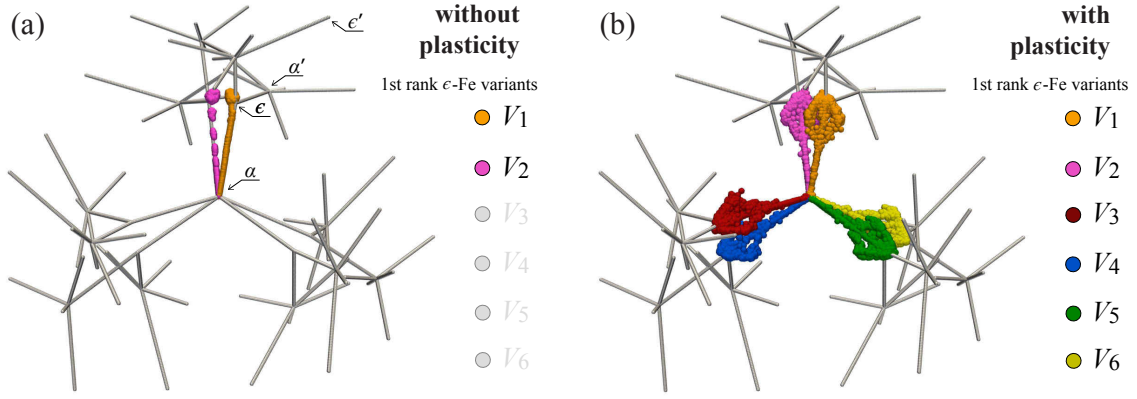 (a)
without
plasticity
1st rank ϵ-Fe variants
V1
V2
V3
V4
V5
V6
ϵ′
α′
ϵ
α
(b)
with
plasticity
1st rank ϵ-Fe variants
V1
V2
V3
V4
V5
V6